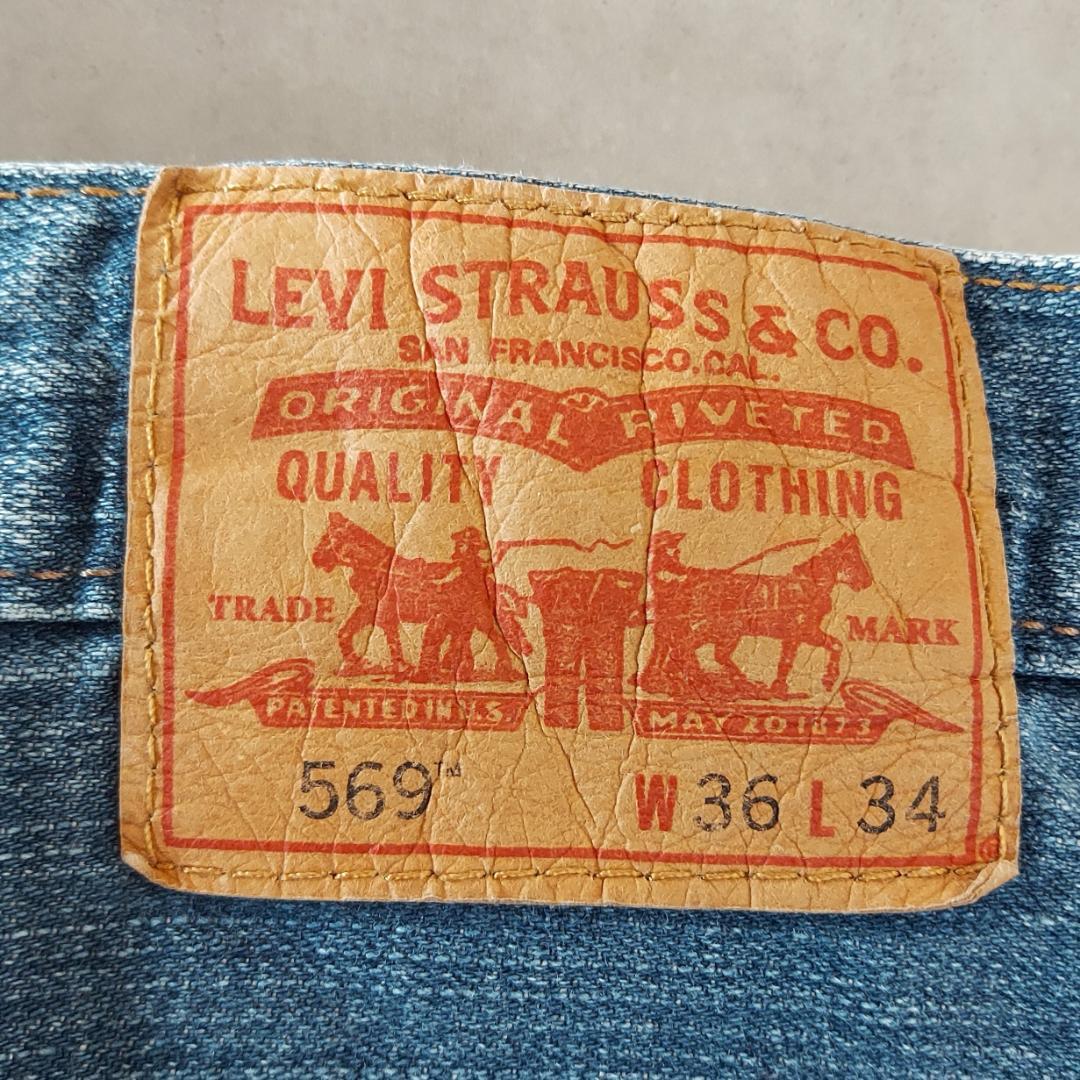 LEVI STRAUSS & CO.
SAN FRANCISCO, CAL.
ORIGINAL RIVETED
QUALITY CLOTHING
TRADE MARK
PATENTED IN U.S. MAY 20 1873
569™ W 36 L 34
®